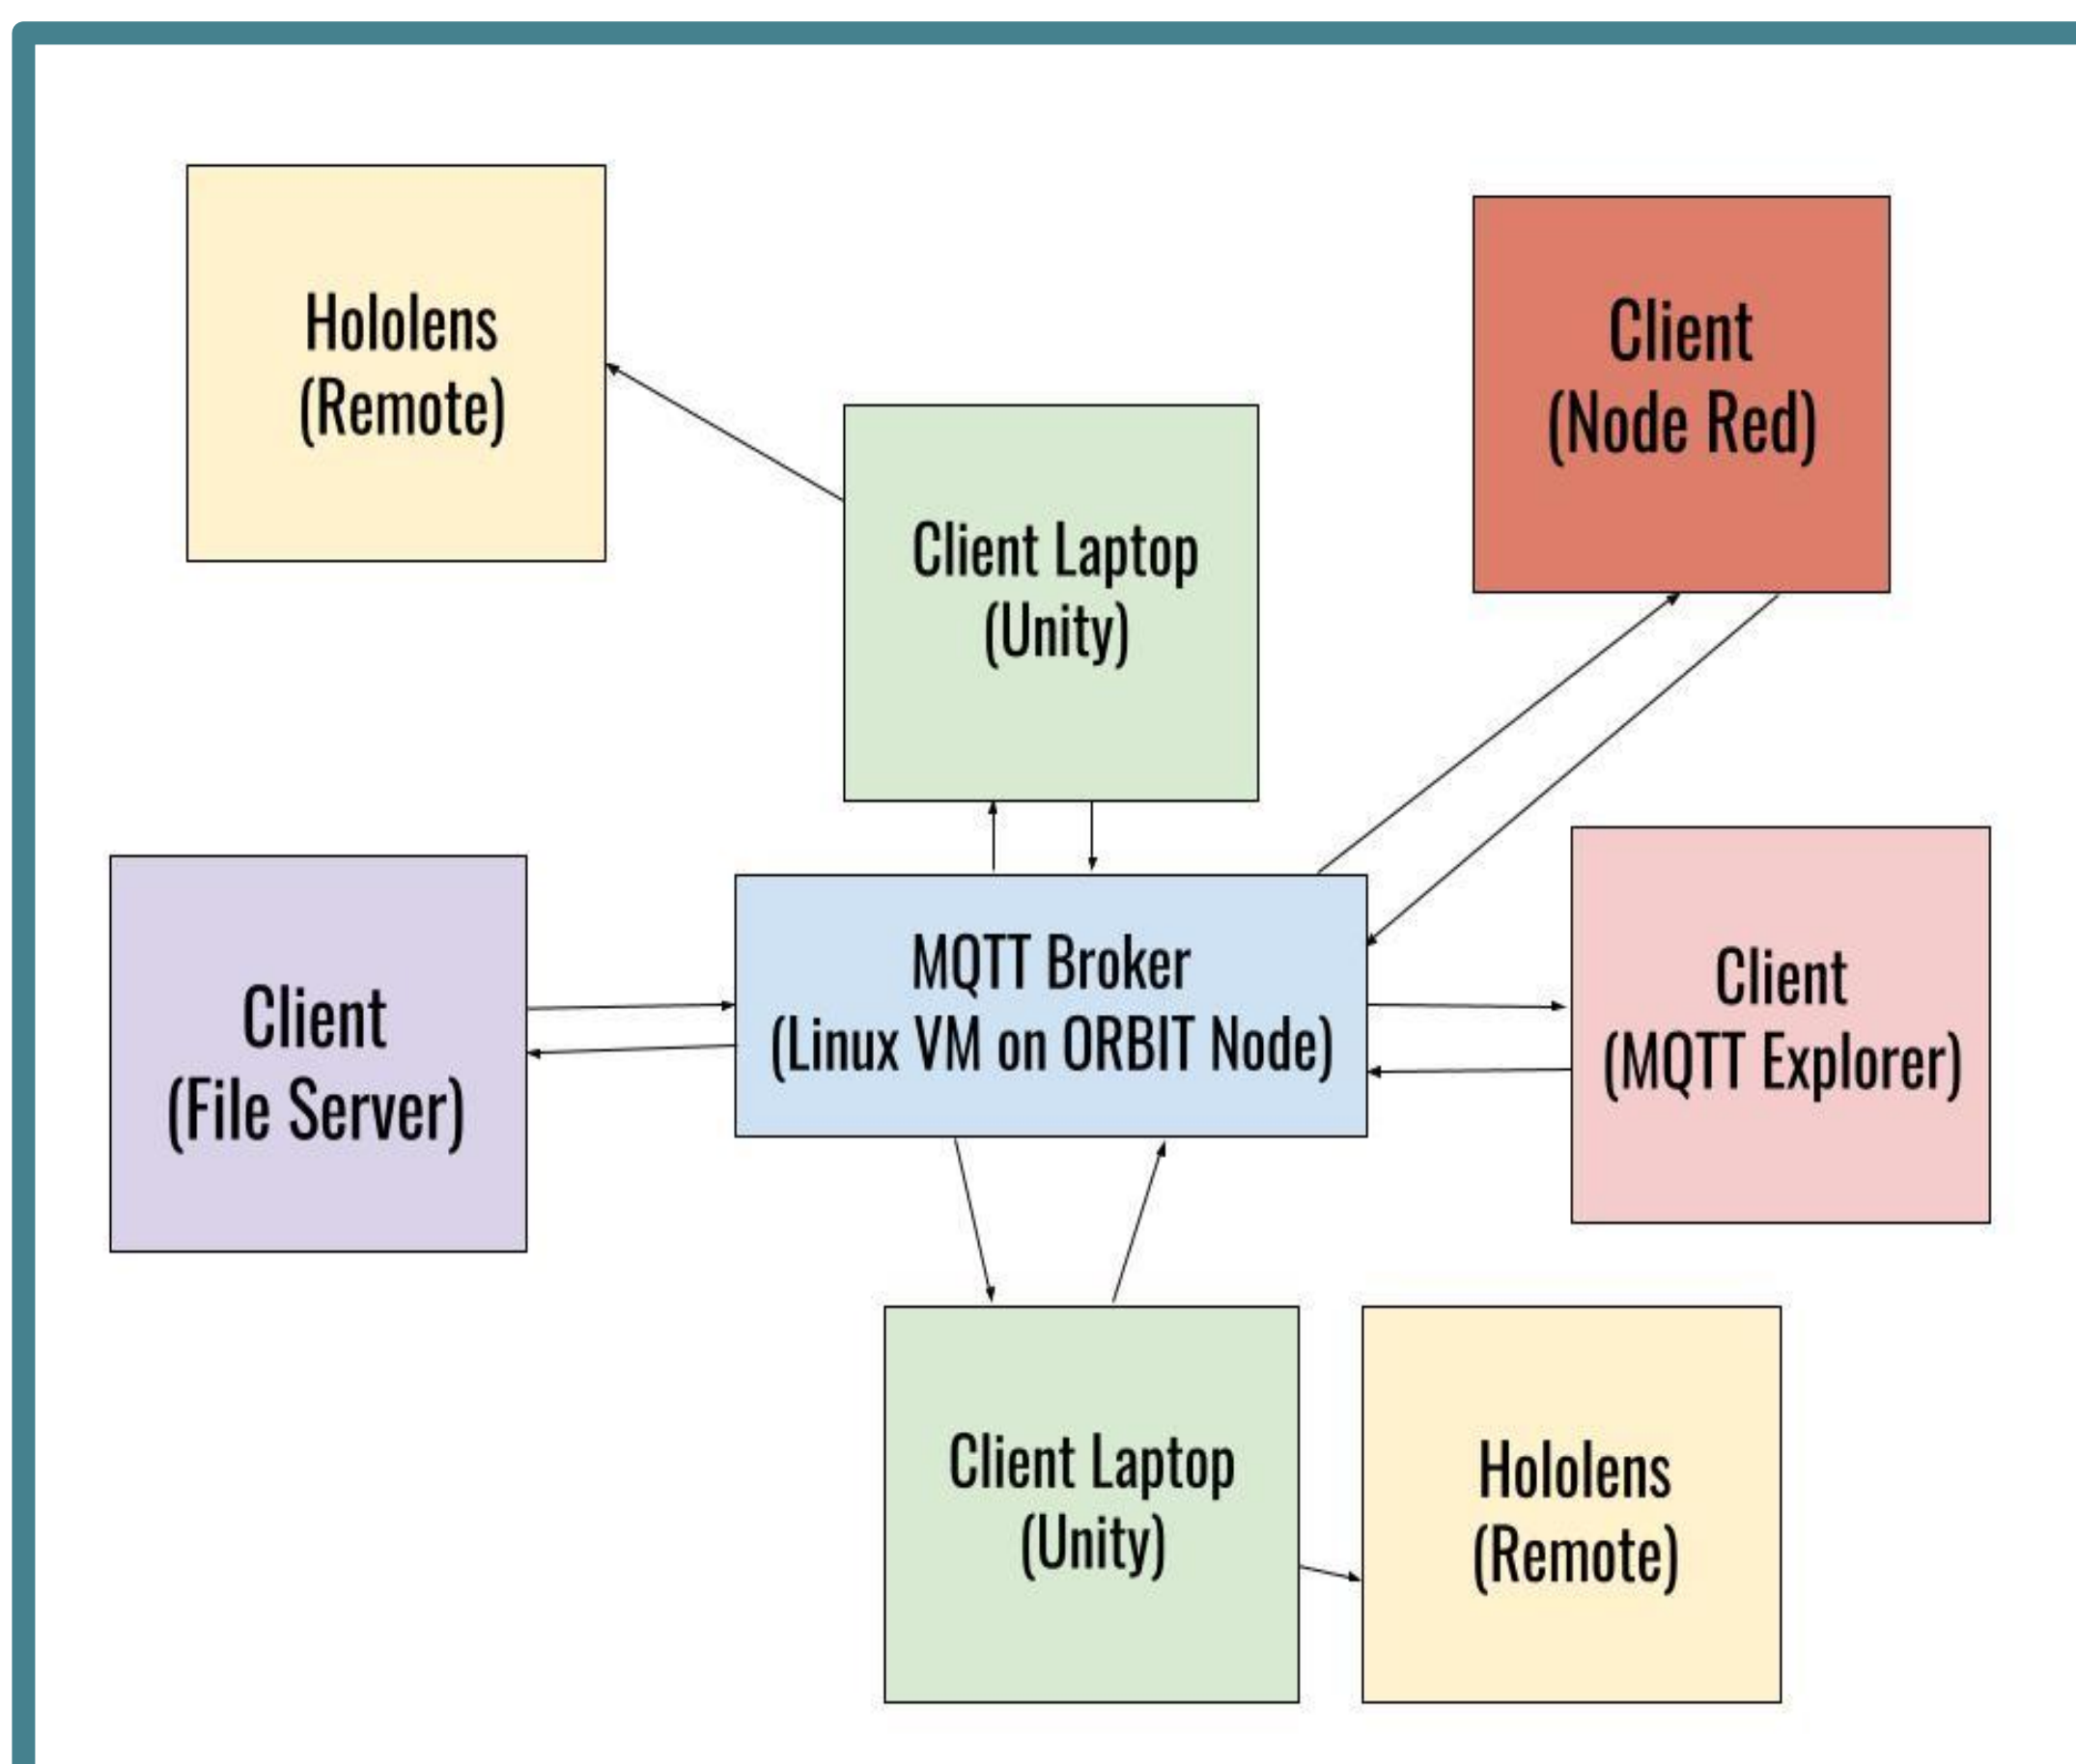 Hololens
(Remote)
Client
(Node Red)
Client Laptop
(Unity)
Client
(File Server)
MQTT Broker
(Linux VM on ORBIT Node)
Client
(MQTT Explorer)
Client Laptop
(Unity)
Hololens
(Remote)